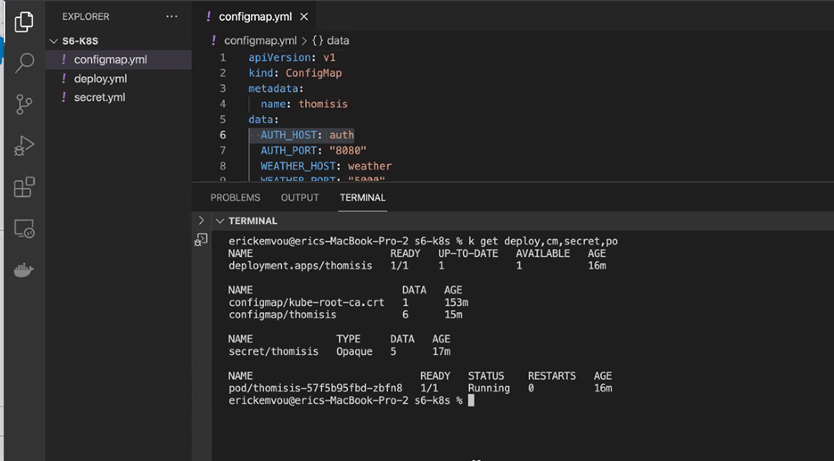 EXPLORER ...
S6-K8S
! configmap.yml
! deploy.yml
! secret.yml
! configmap.yml ×
! configmap.yml > {} data
1 apiVersion: v1
2 kind: ConfigMap
3 metadata:
4 name: thomisis
5 data:
6 AUTH_HOST: auth
7 AUTH_PORT: "8080"
8 WEATHER_HOST: weather
WEATHER_PORT: "5000"
PROBLEMS OUTPUT TERMINAL
TERMINAL
erickemvou@erics-MacBook-Pro-2 s6-k8s % k get deploy,cm,secret,po
NAME READY UP-TO-DATE AVAILABLE AGE
deployment.apps/thomisis 1/1 1 1 16m
NAME DATA AGE
configmap/kube-root-ca.crt 1 153m
configmap/thomisis 6 15m
NAME TYPE DATA AGE
secret/thomisis Opaque 5 17m
NAME READY STATUS RESTARTS AGE
pod/thomisis-57f5b95fbd-zbfn8 1/1 Running 0 16m
erickemvou@erics-MacBook-Pro-2 s6-k8s %